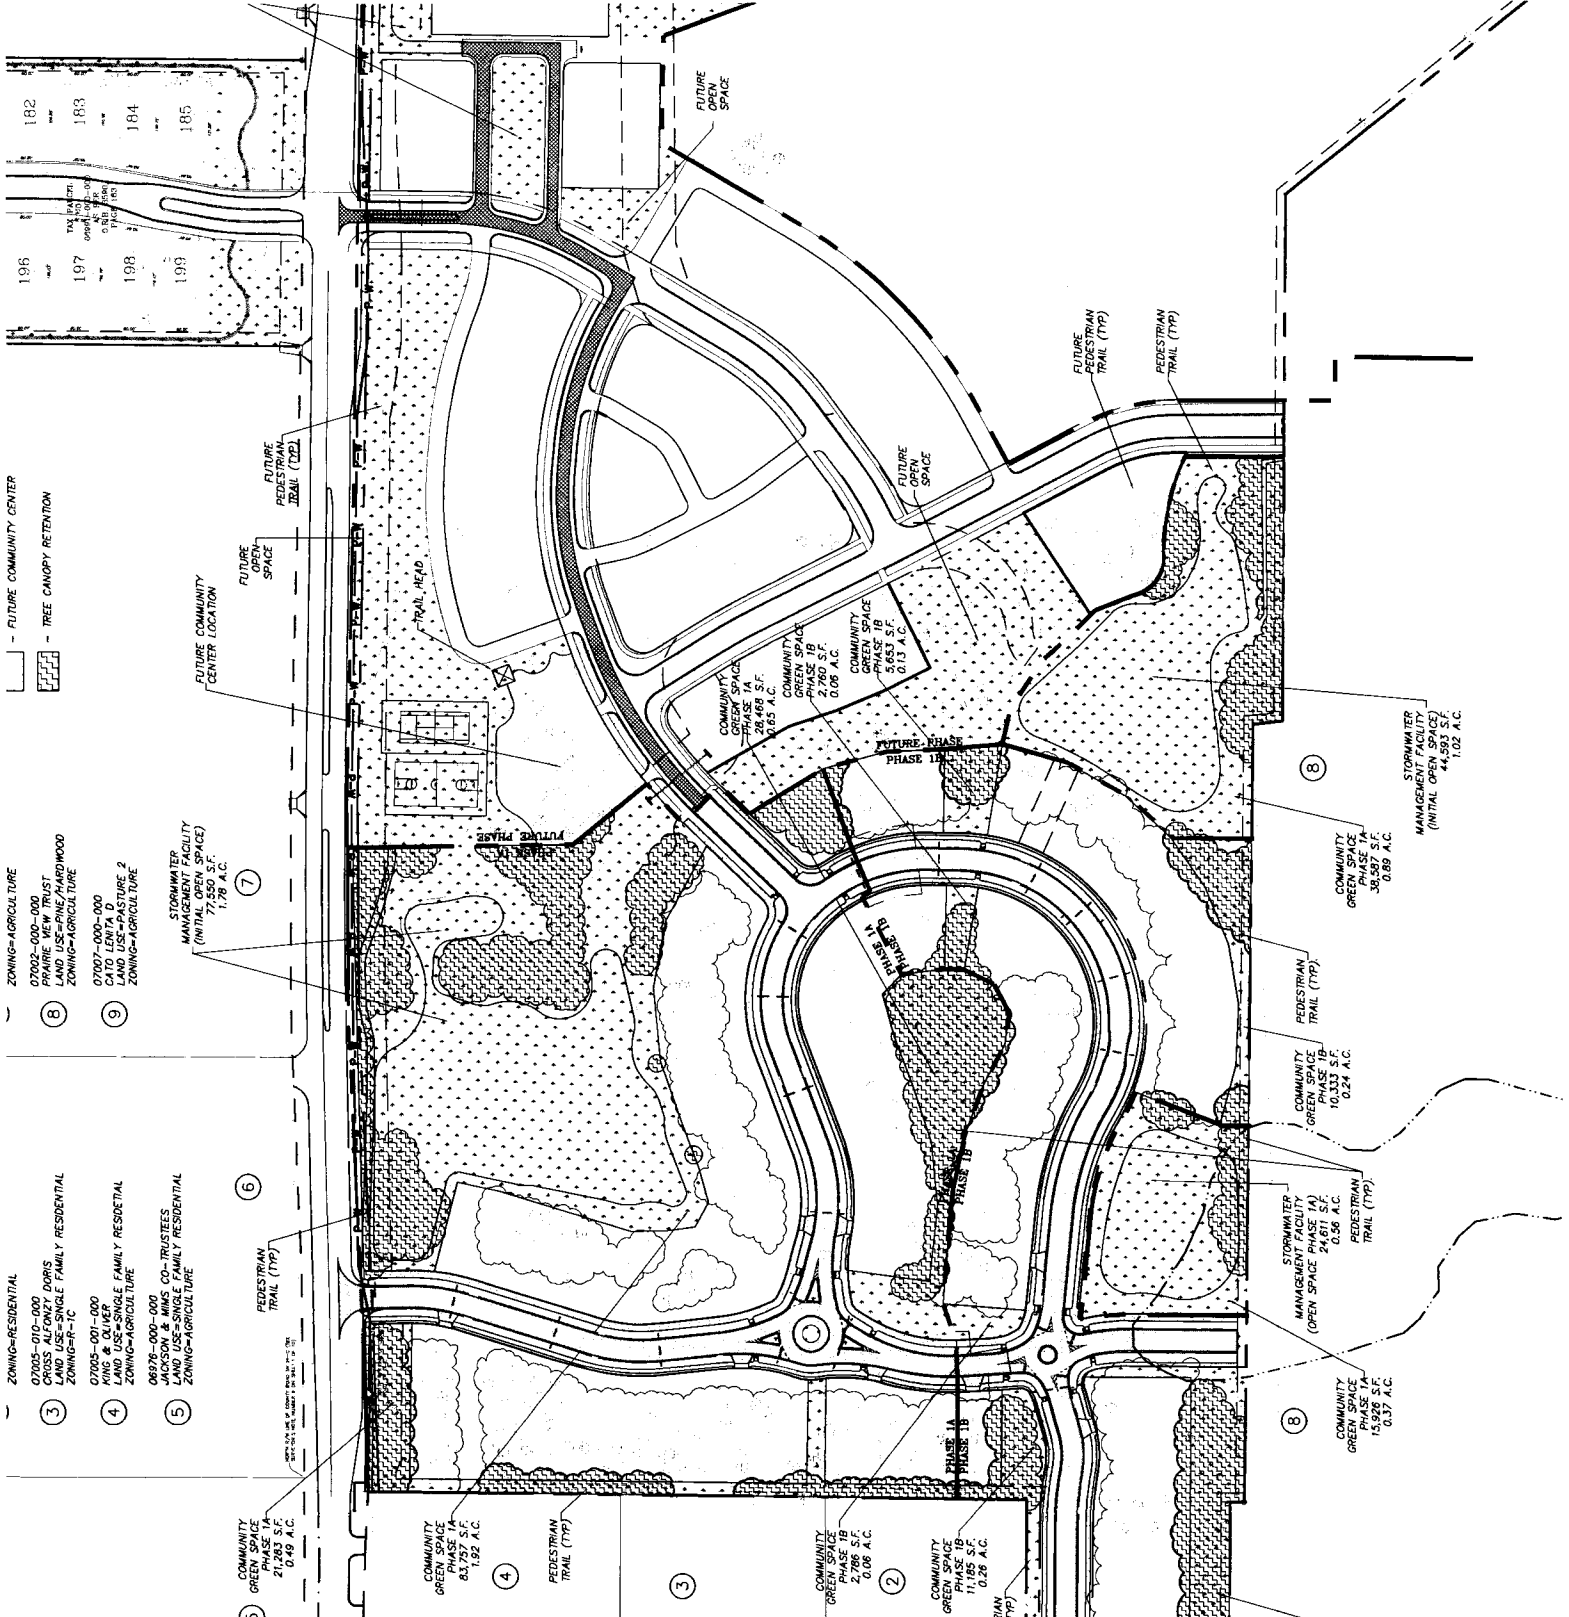 182
183
184
185
TAX PARCEL
196
197
198
199
FUTURE
OPEN
SPACE
- FUTURE COMMUNITY CENTER
- TREE CANOPY RETENTION
ZONING=AGRICULTURE
8
07002-000-000
PRAIRIE VIEW TRUST
LAND USE=PINE/HARDWOOD
ZONING=AGRICULTURE
9
07007-000-000
CATO LENITA D
LAND USE=PASTURE 2
ZONING=AGRICULTURE
ZONING=RESIDENTIAL
3
07005-010-000
CROSS ALFONZY DORIS
LAND USE=SINGLE FAMILY RESIDENTIAL
ZONING=R-1C
4
07005-001-000
KING & OLIVER
LAND USE=SINGLE FAMILY RESIDETIAL
ZONING=AGRICULTURE
5
06976-000-000
JACKSON & MIMS CO-TRUSTEES
LAND USE=SINGLE FAMILY RESIDENTIAL
ZONING=AGRICULTURE
FUTURE
PEDESTRIAN
TRAIL (TYP)
FUTURE
OPEN
SPACE
FUTURE COMMUNITY
CENTER LOCATION
TRAIL HEAD
STORMWATER
MANAGEMENT FACILITY
(INITIAL OPEN SPACE)
77,550 S.F.
1.78 A.C.
7
6
PEDESTRIAN
TRAIL (TYP)
FUTURE PHASE
PHASE 1A
FUTURE
PEDESTRIAN
TRAIL (TYP)
PEDESTRIAN
TRAIL (TYP)
FUTURE
OPEN
SPACE
COMMUNITY
GREEN SPACE
PHASE 1A
28,468 S.F.
0.65 A.C.
COMMUNITY
GREEN SPACE
PHASE 1B
2,760 S.F.
0.06 A.C.
COMMUNITY
GREEN SPACE
PHASE 1B
5,653 S.F.
0.13 A.C.
FUTURE PHASE
PHASE 1B
PHASE 1A
PHASE 1B
PHASE 1A
PHASE 1B
PHASE 1A
PHASE 1B
8
STORMWATER
MANAGEMENT FACILITY
(INITIAL OPEN SPACE)
44,593 S.F.
1.02 A.C.
COMMUNITY
GREEN SPACE
PHASE 1A
38,587 S.F.
0.89 A.C.
PEDESTRIAN
TRAIL (TYP)
COMMUNITY
GREEN SPACE
PHASE 1B
10,333 S.F.
0.24 A.C.
STORMWATER
MANAGEMENT FACILITY
(OPEN SPACE PHASE 1A)
24,611 S.F.
0.56 A.C.
PEDESTRIAN
TRAIL (TYP)
8
COMMUNITY
GREEN SPACE
PHASE 1A
15,926 S.F.
0.37 A.C.
COMMUNITY
GREEN SPACE
PHASE 1A
21,283 S.F.
0.49 A.C.
COMMUNITY
GREEN SPACE
PHASE 1A
83,757 S.F.
1.92 A.C.
4
PEDESTRIAN
TRAIL (TYP)
3
COMMUNITY
GREEN SPACE
PHASE 1B
2,786 S.F.
0.06 A.C.
2
COMMUNITY
GREEN SPACE
PHASE 1B
11,185 S.F.
0.26 A.C.